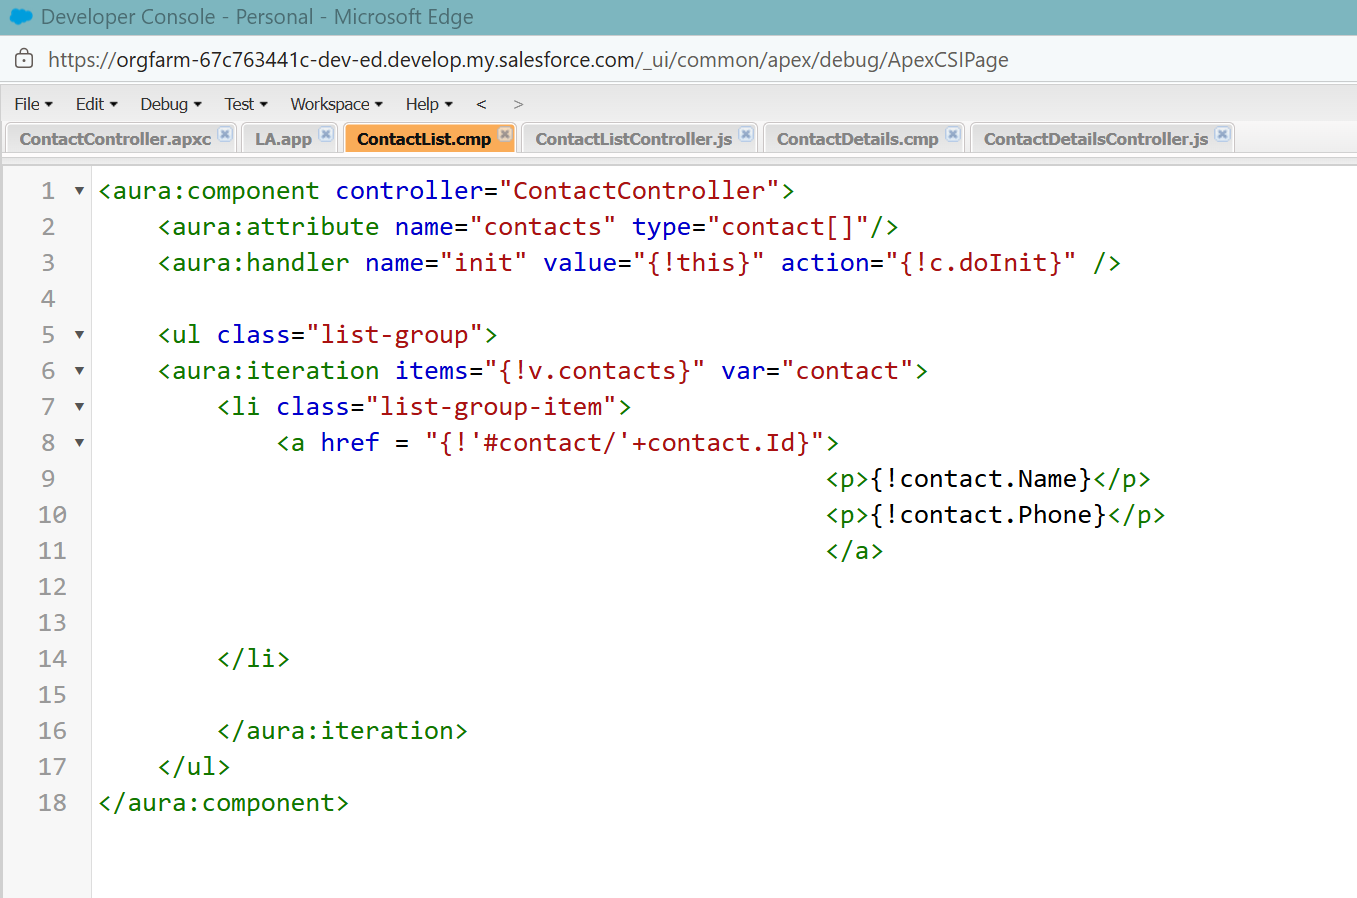 Developer Console - Personal - Microsoft Edge
https://orgfarm-67c763441c-dev-ed.develop.my.salesforce.com/_ui/common/apex/debug/ApexCSIPage
File Edit Debug Test Workspace Help < >
ContactController.apxc LA.app ContactList.cmp ContactListController.js ContactDetails.cmp ContactDetailsController.js
1 <aura:component controller="ContactController">
2 <aura:attribute name="contacts" type="contact[]"/>
3 <aura:handler name="init" value="{!this}" action="{!c.doInit}" />
4
5 <ul class="list-group">
6 <aura:iteration items="{!v.contacts}" var="contact">
7 <li class="list-group-item">
8 <a href = "{!'#contact/'+contact.Id}">
9 <p>{!contact.Name}</p>
10 <p>{!contact.Phone}</p>
11 </a>
12
13
14 </li>
15
16 </aura:iteration>
17 </ul>
18 </aura:component>